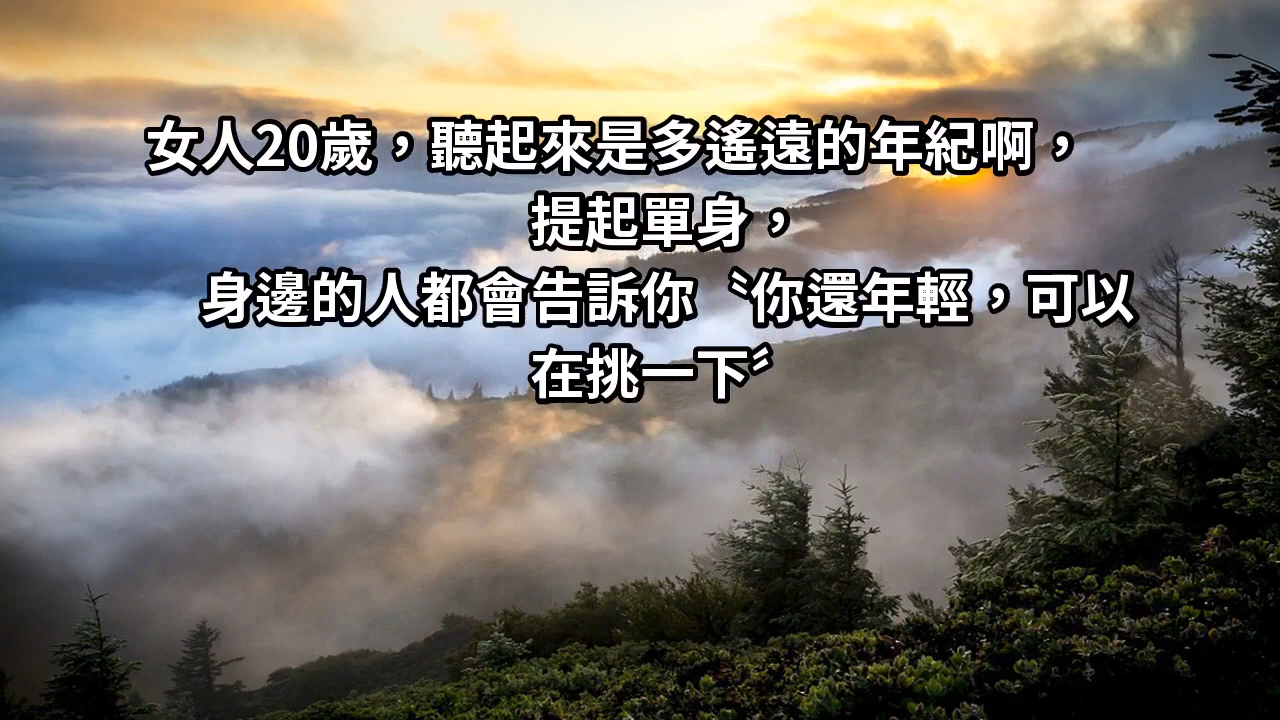 女人20歲，聽起來是多遙遠的年紀啊，
提起單身，
身邊的人都會告訴你〝你還年輕，可以
在挑一下〞